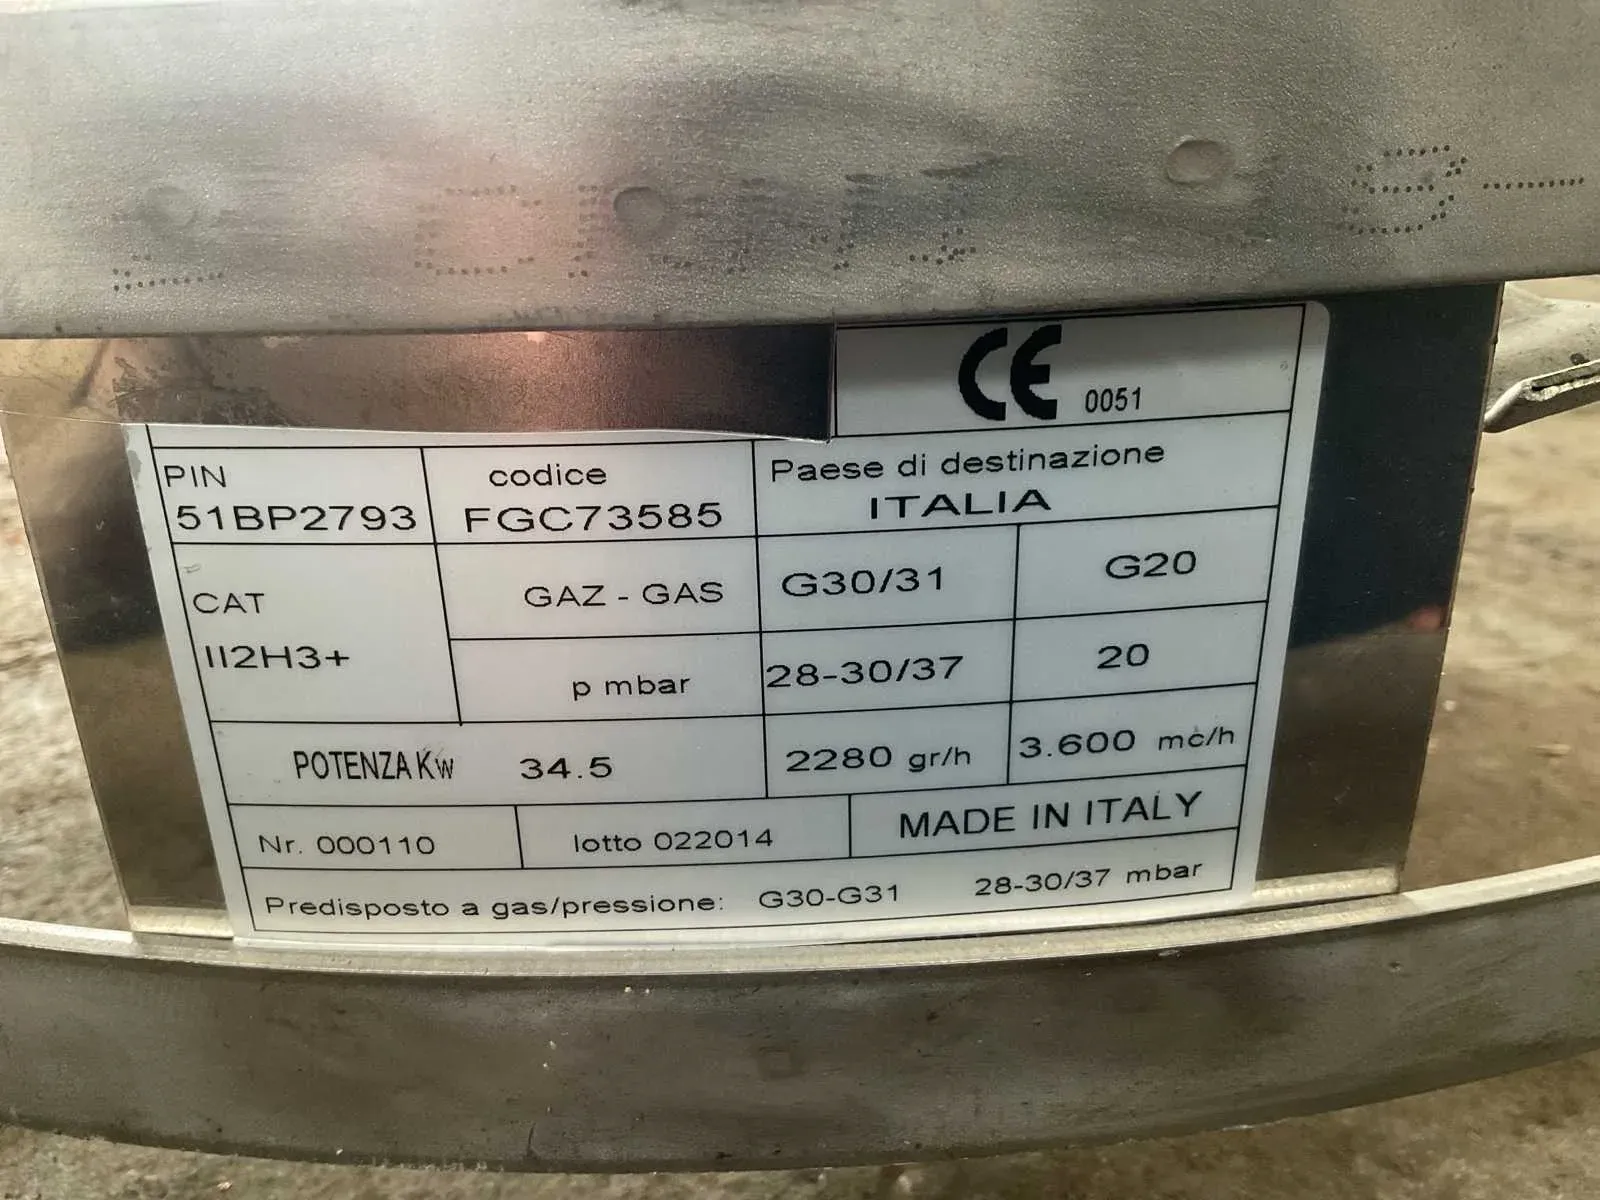 CE 0051
PIN codice Paese di destinazione
51BP2793 FGC73585 ITALIA
CAT GAZ - GAS G30/31 G20
II2H3+ p mbar 28-30/37 20
POTENZA Kw 34.5 2280 gr/h 3.600 mc/h
Nr. 000110 lotto 022014 MADE IN ITALY
Predisposto a gas/pressione: G30-G31 28-30/37 mbar